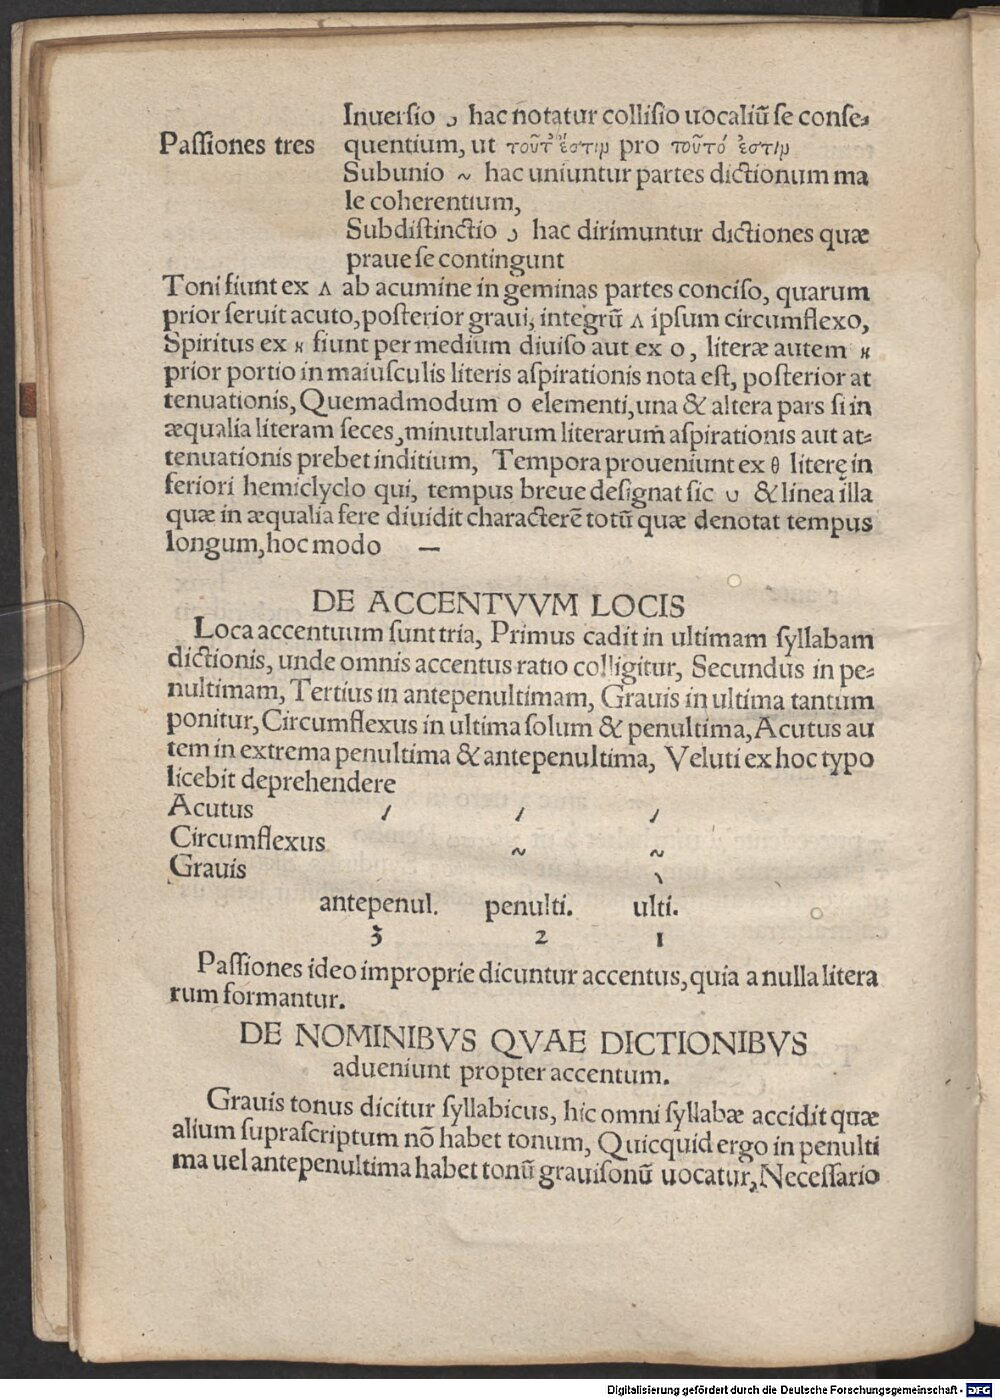 Inuersio ɔ hac notatur collisio uocaliũ se conse⸗
Passiones tres quentium, ut τοῦτ᾽ἔστιμ pro τοῦτό ἐστιμ
Subunio ~ hac uniuntur partes dictionum ma
le coherentium,
Subdistinctio ɔ hac dirimuntur dictiones quæ
praue se contingunt
Toni fiunt ex ʌ ab acumine in geminas partes conciso, quarum
prior seruit acuto, posterior graui, integrũ ʌ ipsum circumflexo,
Spiritus ex ʜ fiunt per medium diuiso aut ex o, literæ autem ʜ
prior portio in maiusculis literis aspirationis nota est, posterior at
tenuationis, Quemadmodum o elementi, una & altera pars si in
æqualia literam seces, minutularum literarum aspirationis aut at⸗
tenuationis prebet inditium, Tempora proueniunt ex θ literę in
feriori hemiclyclo qui, tempus breue designat sic ᴗ & linea illa
quæ in æqualia fere diuidit characterẽ totũ quæ denotat tempus
longum, hoc modo —
DE ACCENTVVM LOCIS
Loca accentuum sunt tria, Primus cadit in ultimam syllabam
dictionis, unde omnis accentus ratio colligitur, Secundus in pe⸗
nultimam, Tertius in antepenultimam, Grauis in ultima tantum
ponitur, Circumflexus in ultima solum & penultima, Acutus au
tem in extrema penultima & antepenultima, Veluti ex hoc typo
licebit deprehendere
Acutus ´ ´ ´
Circumflexus ~ ~
Grauis `
antepenul. penulti. ulti.
3 2 1
Passiones ideo improprie dicuntur accentus, quia a nulla litera
rum formantur.
DE NOMINIBVS QVAE DICTIONIBVS
adueniunt propter accentum.
Grauis tonus dicitur syllabicus, hic omni syllabæ accidit quæ
alium suprascriptum nõ habet tonum, Quicquid ergo in penulti
ma uel antepenultima habet tonũ grauisonũ uocatur, Necessario
Digitalisierung gefördert durch die Deutsche Forschungsgemeinschaft - DFG